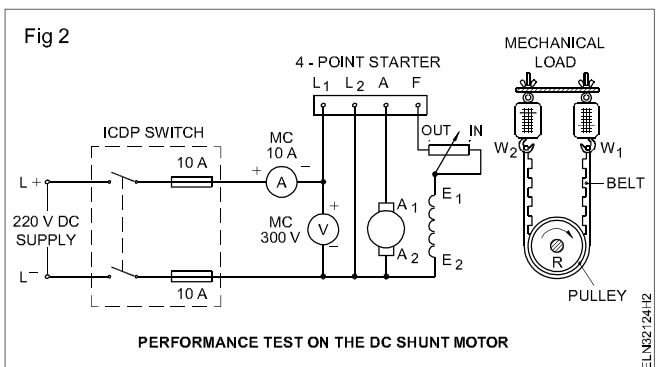 Fig 2
4 - POINT STARTER
L1 L2 A F
MECHANICAL
LOAD
ICDP SWITCH
10 A
MC
10 A
+ A -
OUT IN
W2 W1
BELT
L +
220 V DC
SUPPLY
L-
MC
300 V
+
V
-
A1
A2
E1
E2
R
10 A
PULLEY
PERFORMANCE TEST ON THE DC SHUNT MOTOR
ELN32124H2